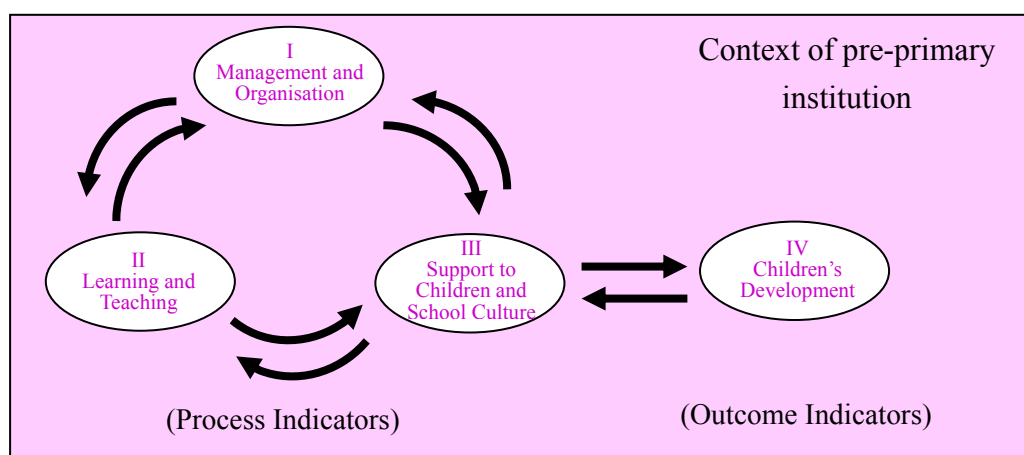 I
Management and
Organisation
Context of pre-primary
institution
II
Learning and
Teaching
III
Support to
Children and
School Culture
IV
Children’s
Development
(Process Indicators)
(Outcome Indicators)